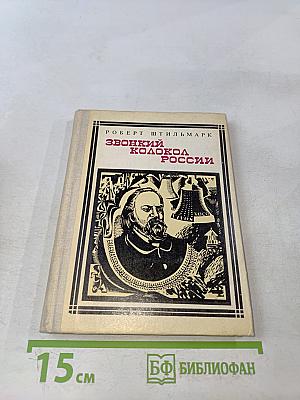 РОБЕРТ ШТИЛЬМАРК
ЗВОНКИЙ
КОЛОКОЛ
РОССИИ
15 см
БФ БИБЛИОФАН